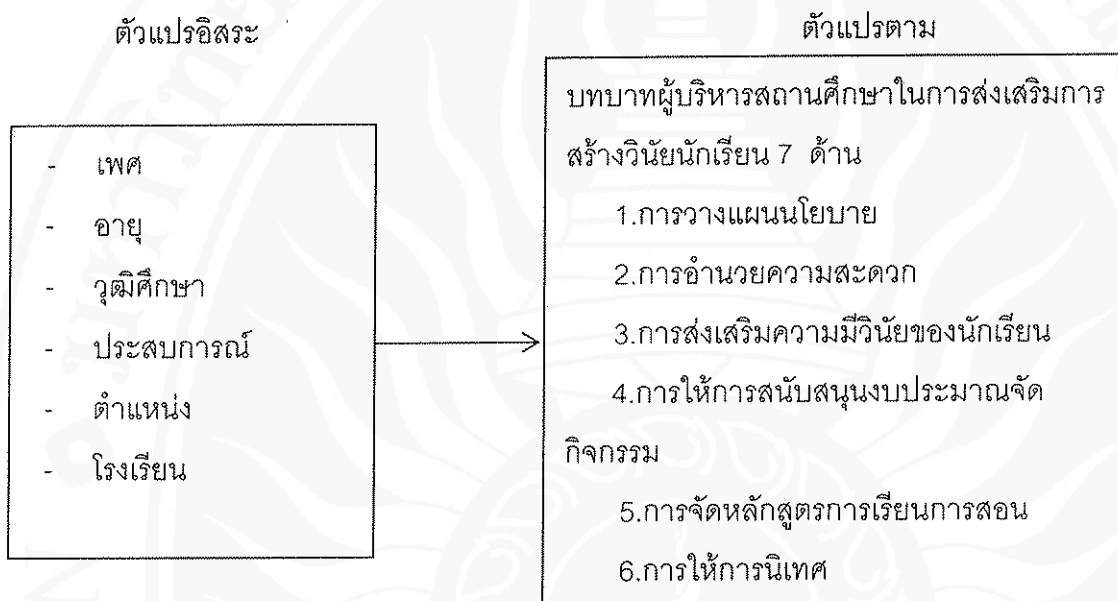 ตัวแปรอิสระ
- เพศ
- อายุ
- วุฒิศึกษา
- ประสบการณ์
- ตำแหน่ง
- โรงเรียน
ตัวแปรตาม
บทบาทผู้บริหารสถานศึกษาในการส่งเสริมการ
สร้างวินัยนักเรียน 7 ด้าน
1.การวางแผนนโยบาย
2.การอำนวยความสะดวก
3.การส่งเสริมความมีวินัยของนักเรียน
4.การให้การสนับสนุนงบประมาณจัด
กิจกรรม
5.การจัดหลักสูตรการเรียนการสอน
6.การให้การนิเทศ